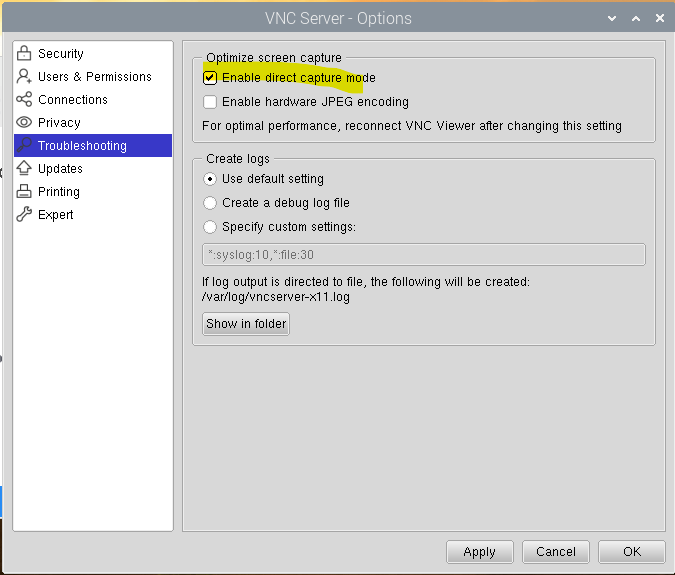 VNC Server - Options
Security
Users & Permissions
Connections
Privacy
Troubleshooting
Updates
Printing
Expert
Optimize screen capture
Enable direct capture mode
Enable hardware JPEG encoding
For optimal performance, reconnect VNC Viewer after changing this setting
Create logs
Use default setting
Create a debug log file
Specify custom settings:
*:syslog:10,*:file:30
If log output is directed to file, the following will be created:
/var/log/vncserver-x11.log
Show in folder
Apply
Cancel
OK